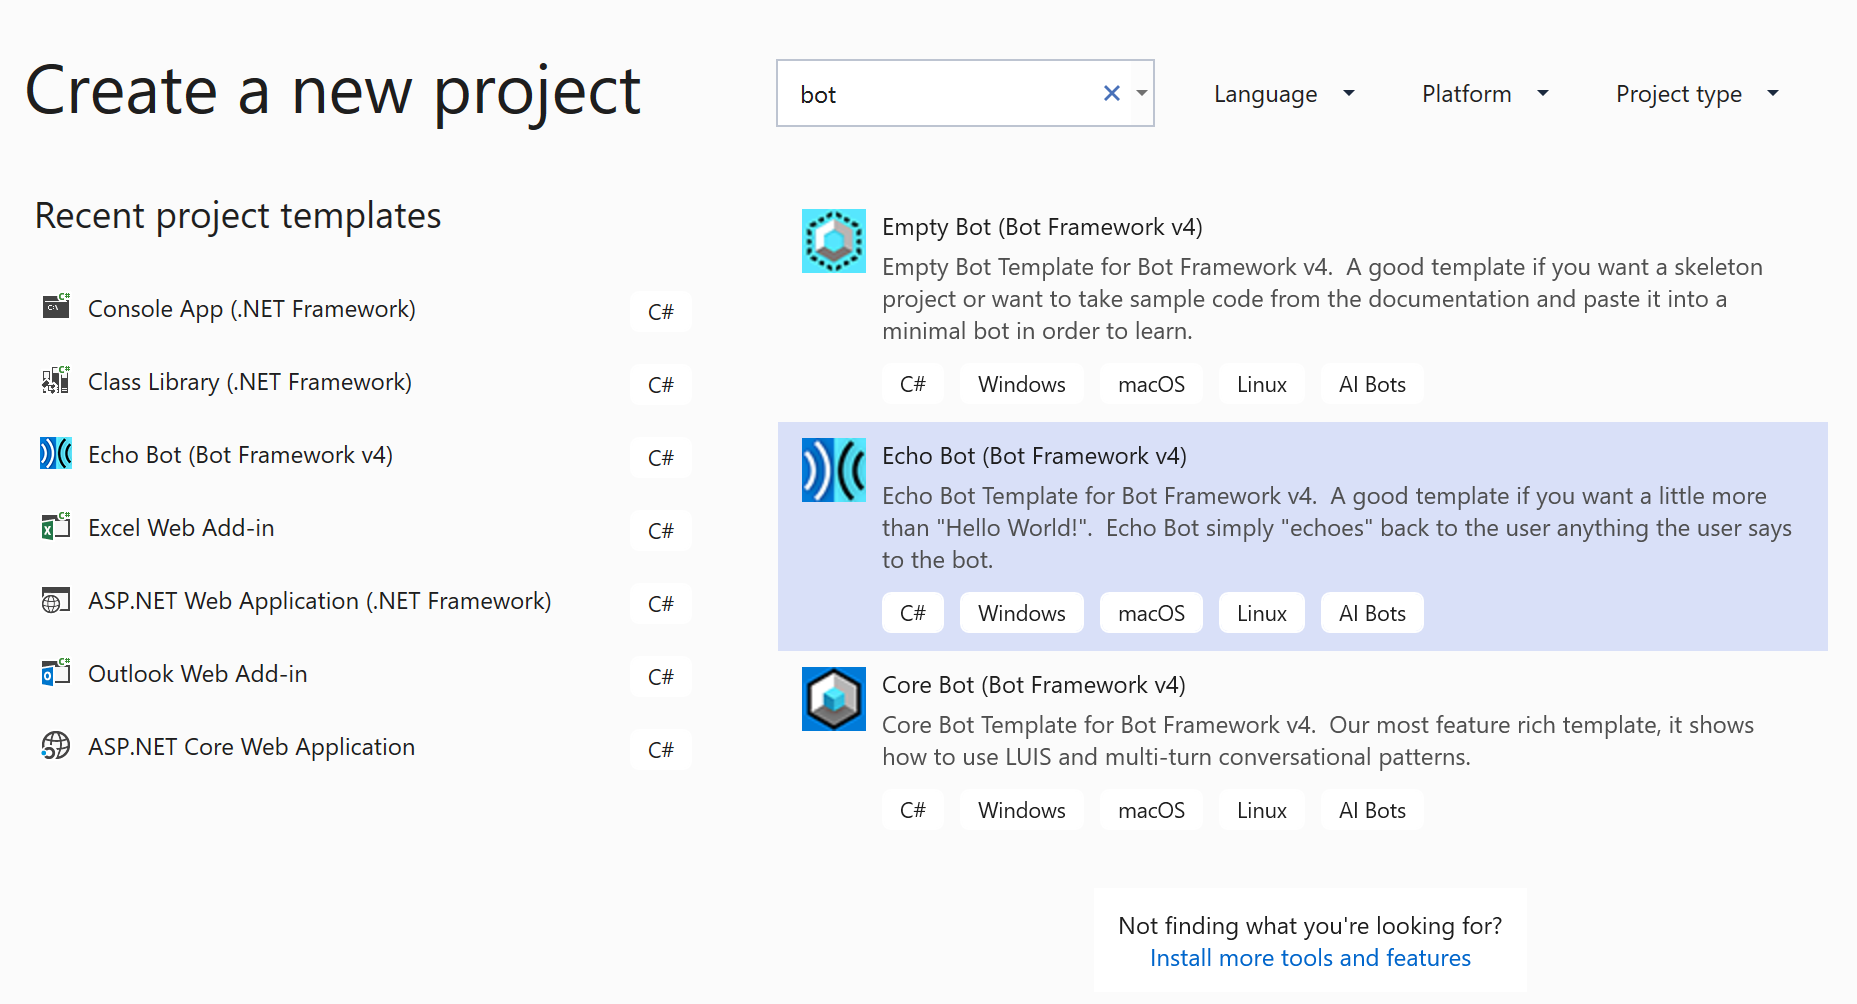 Create a new project
bot
Language
Platform
Project type
Recent project templates
Console App (.NET Framework)
C#
Class Library (.NET Framework)
C#
Echo Bot (Bot Framework v4)
C#
Excel Web Add-in
C#
ASP.NET Web Application (.NET Framework)
C#
Outlook Web Add-in
C#
ASP.NET Core Web Application
C#
Empty Bot (Bot Framework v4)
Empty Bot Template for Bot Framework v4.  A good template if you want a skeleton
project or want to take sample code from the documentation and paste it into a
minimal bot in order to learn.
C# Windows macOS Linux AI Bots
Echo Bot (Bot Framework v4)
Echo Bot Template for Bot Framework v4.  A good template if you want a little more
than "Hello World!".  Echo Bot simply "echoes" back to the user anything the user says
to the bot.
C# Windows macOS Linux AI Bots
Core Bot (Bot Framework v4)
Core Bot Template for Bot Framework v4.  Our most feature rich template, it shows
how to use LUIS and multi-turn conversational patterns.
C# Windows macOS Linux AI Bots
Not finding what you're looking for?
Install more tools and features